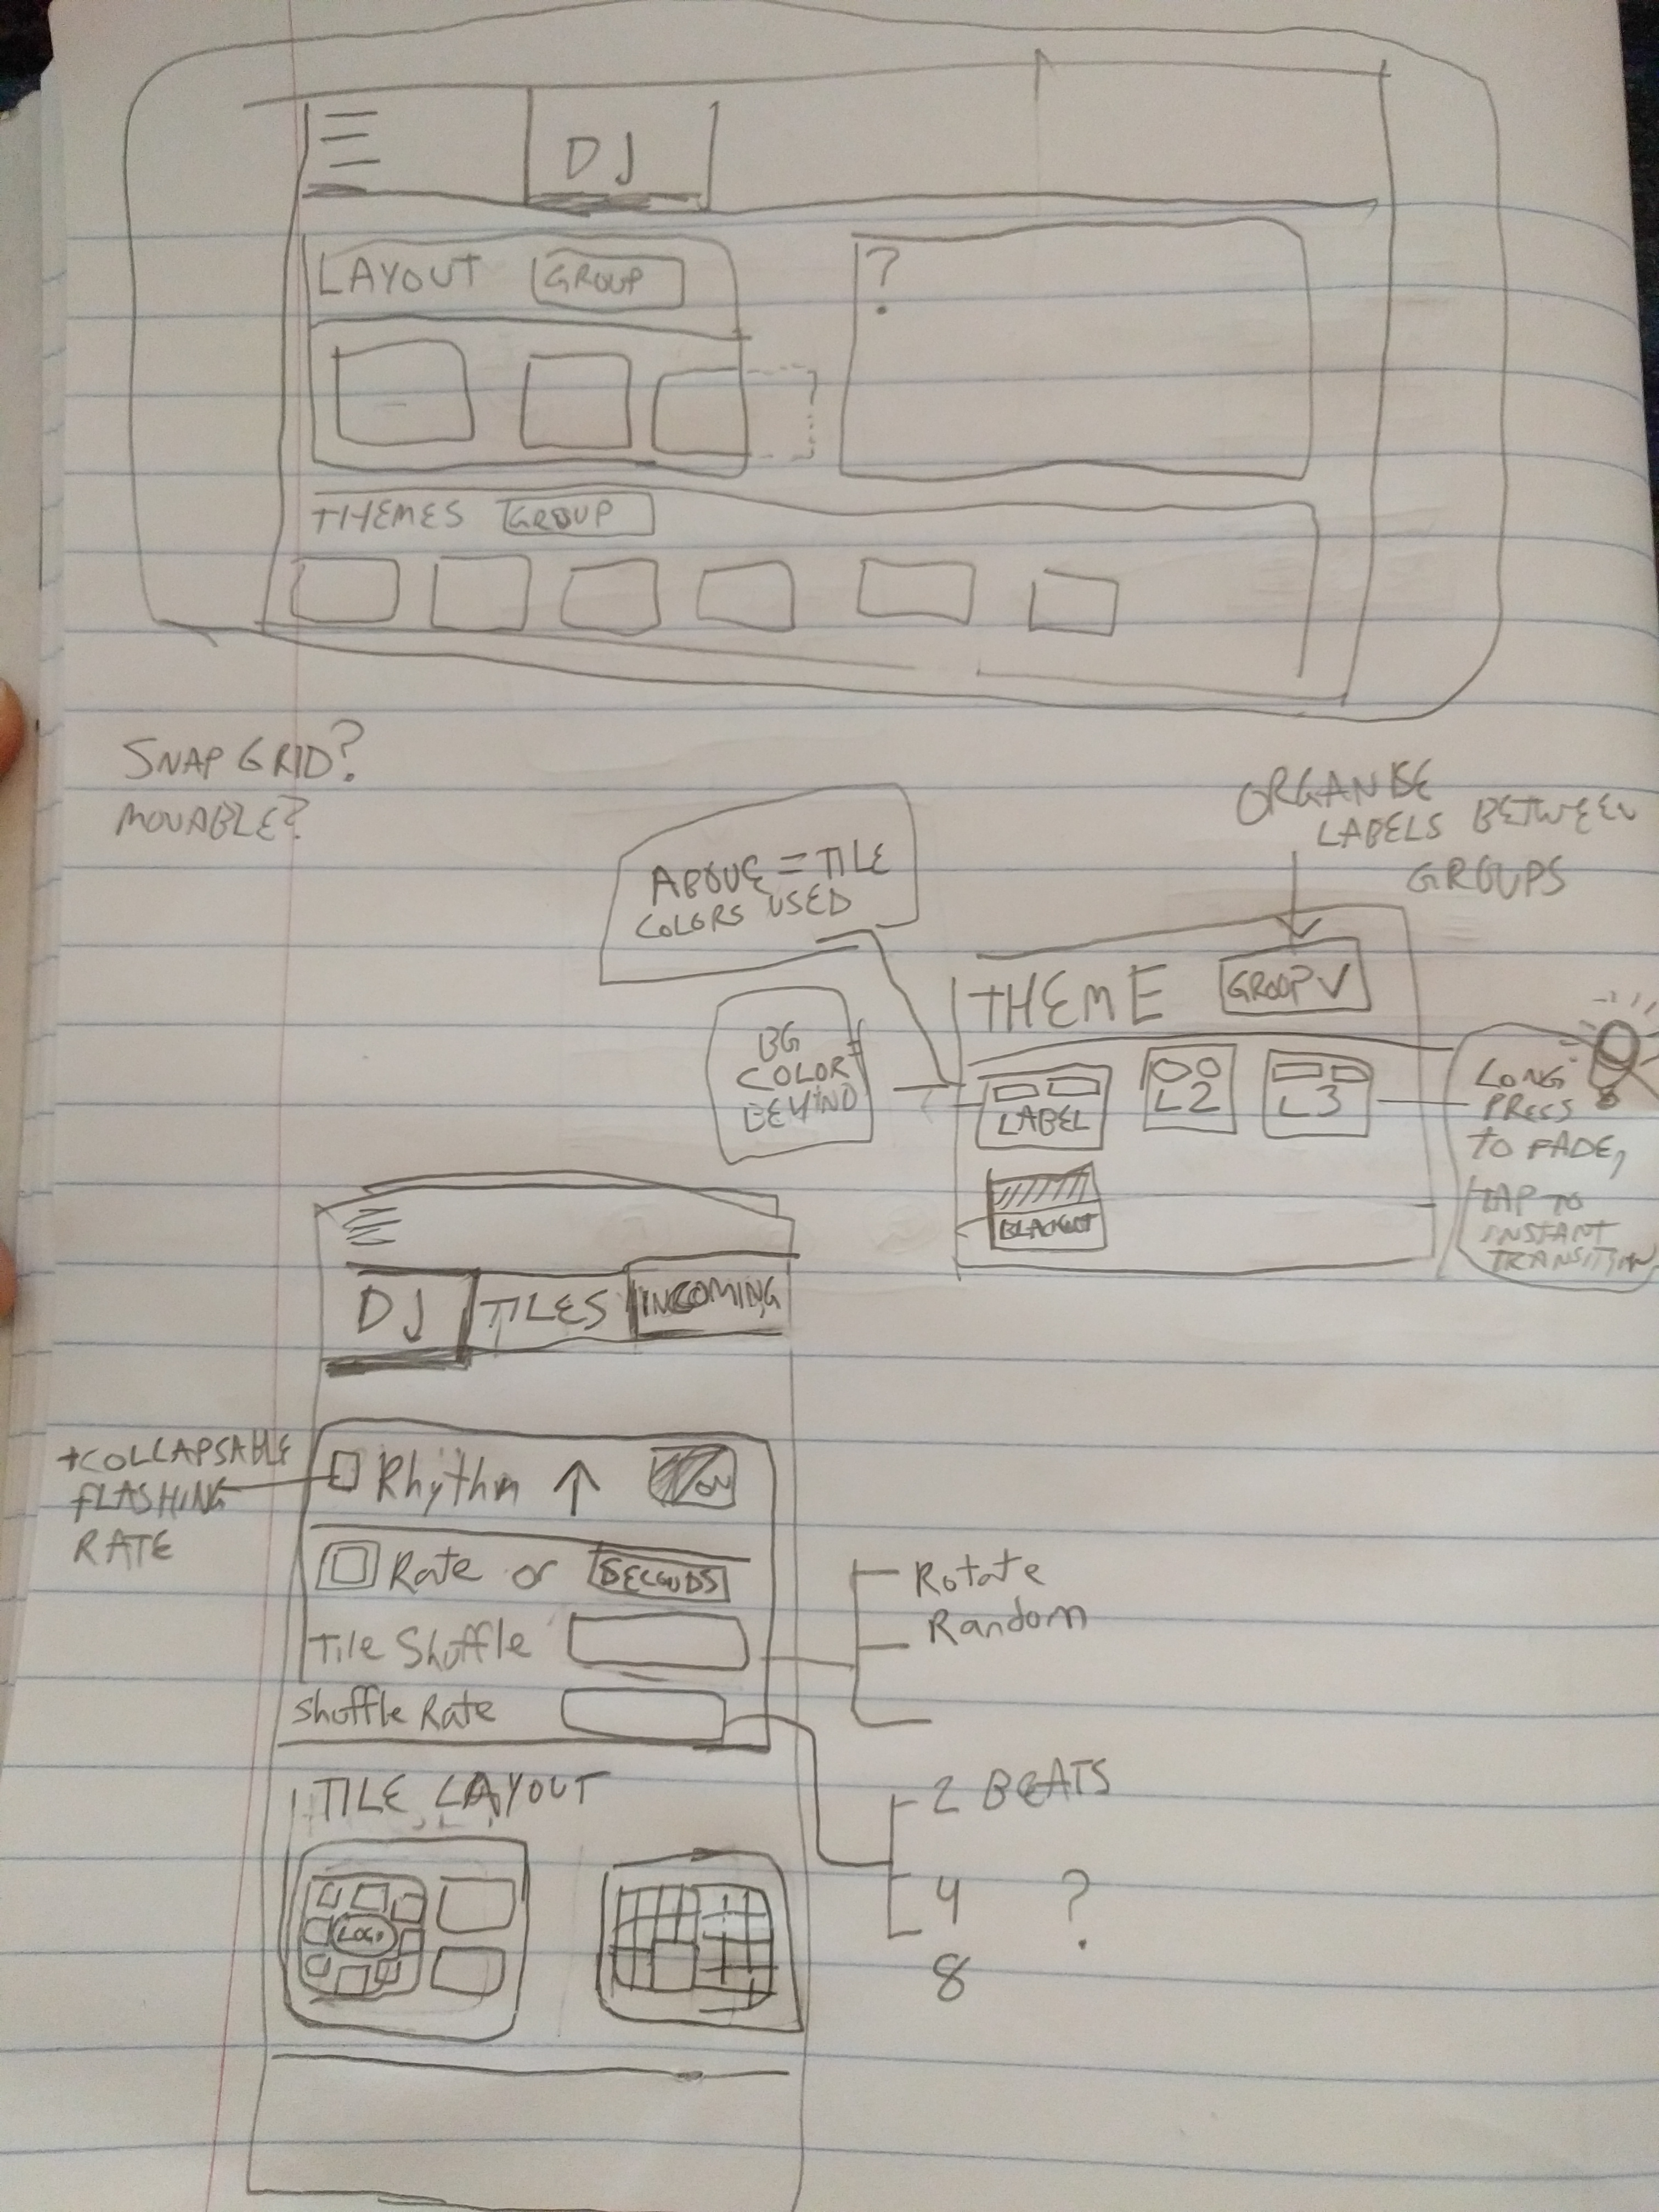 DJ
LAYOUT GROUP
?
THEMES GROUP
SNAP GRID?
MOVABLE?
ORGANISE
LABELS BETWEEN
GROUPS
ABOVE = TILE
COLORS USED
THEME GROUP V
BG
COLOR =
BEHIND
LABEL
L2
L3
BLACKOUT
LONG
PRESS
TO FADE,
TAP TO
INSTANT
TRANSITION
DJ TILES INCOMING
+COLLAPSABLE
FLASHING
RATE
Rhythm ↑ ON
Rate or SECONDS
Tile Shuffle
Shuffle Rate
Rotate
Random
2 BEATS
4 ?
8
TILE LAYOUT
LOGO